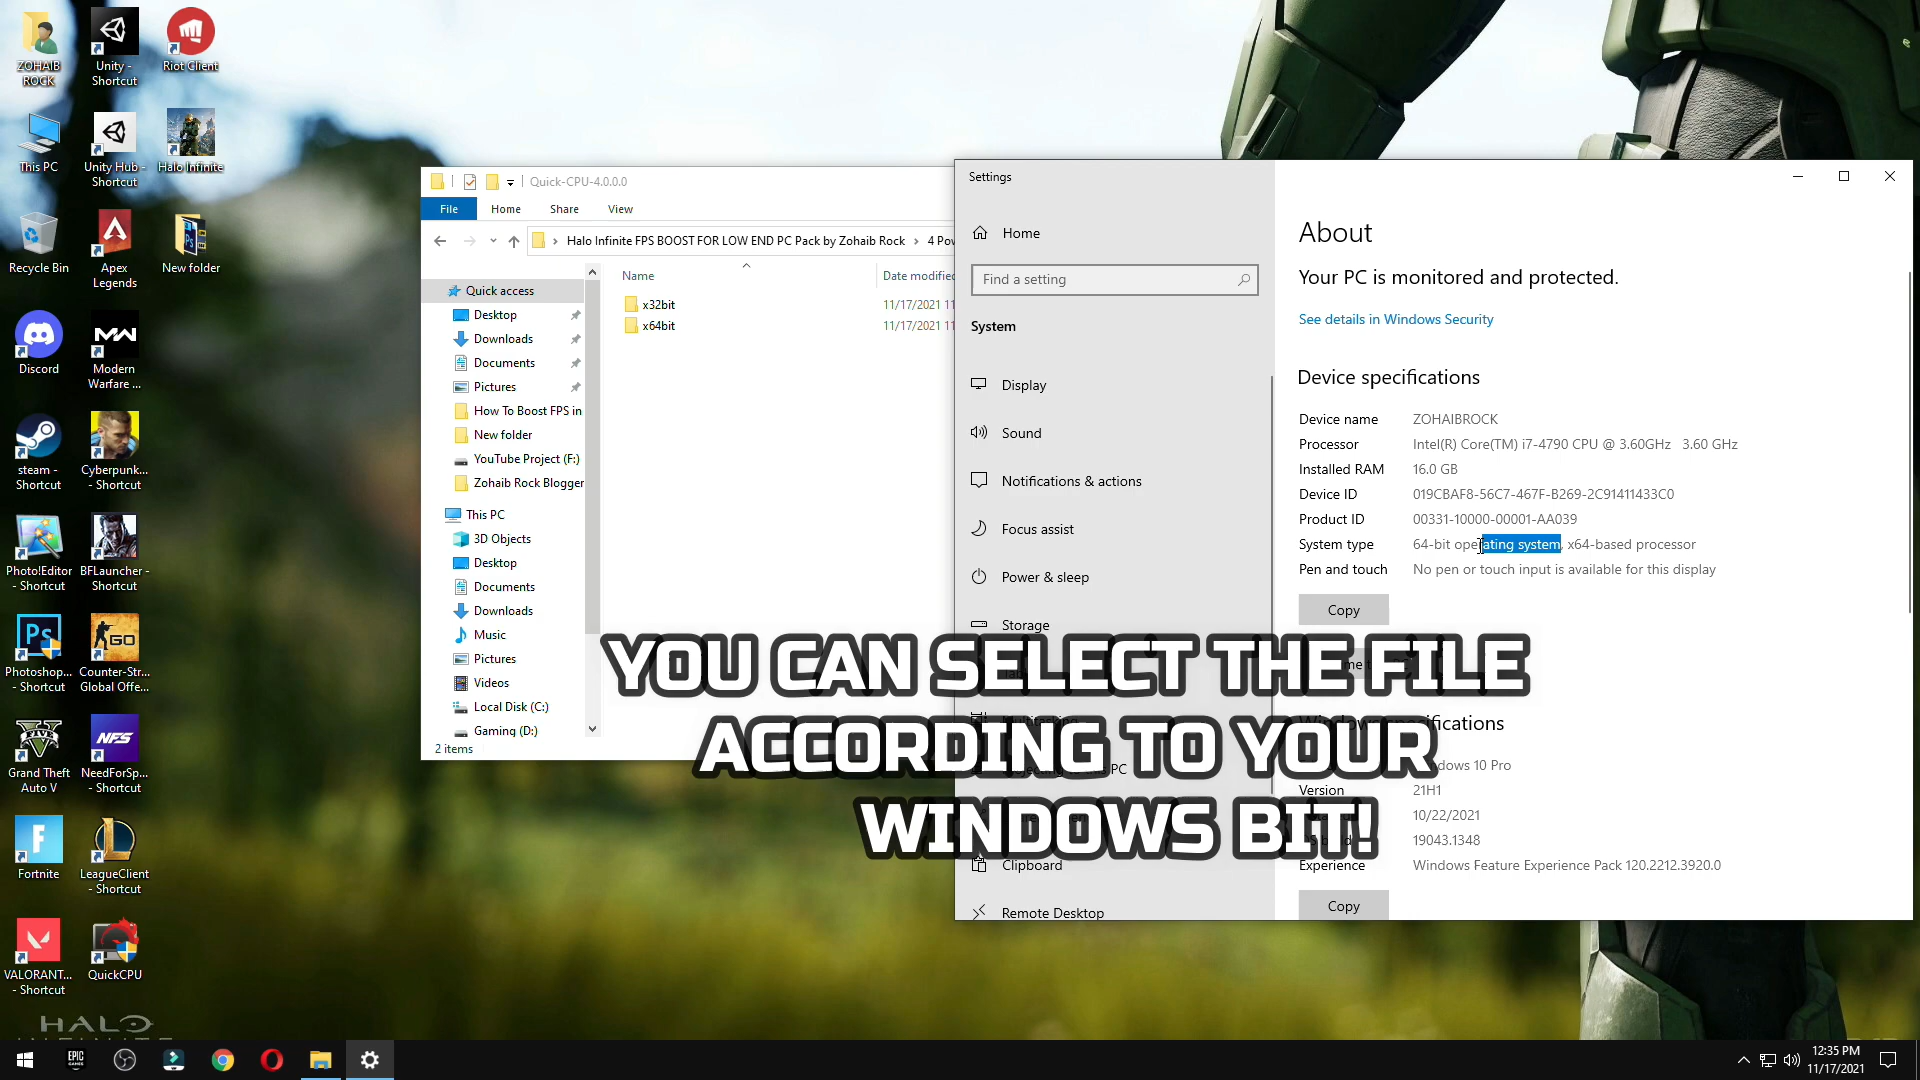 ZOHAIB
ROCK
Unity -
Shortcut
Riot Client
This PC
Unity Hub -
Shortcut
Halo Infinite
Recycle Bin
Apex
Legends
New folder
Discord
Modern
Warfare ...
steam -
Shortcut
Cyberpunk...
- Shortcut
Photo!Editor
- Shortcut
BFLauncher -
Shortcut
Photoshop...
- Shortcut
Counter-Str...
Global Offe...
Grand Theft
Auto V
NeedForSp...
- Shortcut
Fortnite
LeagueClient
- Shortcut
VALORANT...
- Shortcut
QuickCPU
HALO
Quick-CPU-4.0.0.0
File Home Share View
Halo Infinite FPS BOOST FOR LOW END PC Pack by Zohaib Rock > 4 Pow
Name Date modified
x32bit 11/17/2021 11
x64bit 11/17/2021 11
Quick access
Desktop
Downloads
Documents
Pictures
How To Boost FPS in
New folder
YouTube Project (F:)
Zohaib Rock Blogger
This PC
3D Objects
Desktop
Documents
Downloads
Music
Pictures
Videos
Local Disk (C:)
Gaming (D:)
2 items
Settings
Home
Find a setting
System
Display
Sound
Notifications & actions
Focus assist
Power & sleep
Storage
Clipboard
Remote Desktop
About
Your PC is monitored and protected.
See details in Windows Security
Device specifications
Device name ZOHAIBROCK
Processor Intel(R) Core(TM) i7-4790 CPU @ 3.60GHz 3.60 GHz
Installed RAM 16.0 GB
Device ID 019CBAF8-56C7-467F-B269-2C91411433C0
Product ID 00331-10000-00001-AA039
System type 64-bit operating system, x64-based processor
Pen and touch No pen or touch input is available for this display
Copy
Windows specifications
Windows 10 Pro
Version 21H1
10/22/2021
19043.1348
Experience Windows Feature Experience Pack 120.2212.3920.0
Copy
YOU CAN SELECT THE FILE
ACCORDING TO YOUR
WINDOWS BIT!
EPIC
GAMES
12:35 PM
11/17/2021